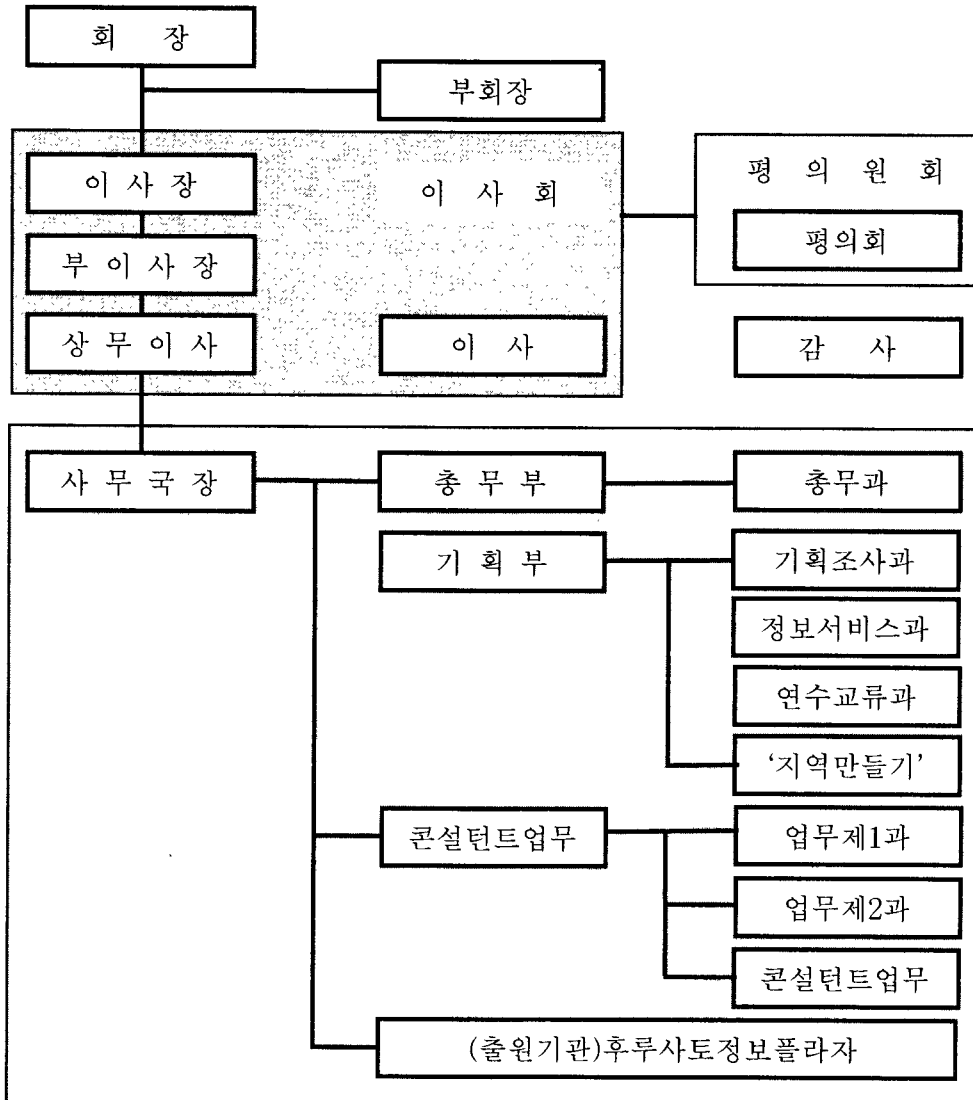 회 장
부회장
이 사 장
이 사 회
평 의 원 회
부 이 사 장
평의회
상 무 이 사
이 사
감 사
사 무 국 장
총 무 부
총무과
기 획 부
기획조사과
정보서비스과
연수교류과
‘지역만들기’
콘설턴트업무
업무제1과
업무제2과
콘설턴트업무
(출원기관)후루사토정보플라자